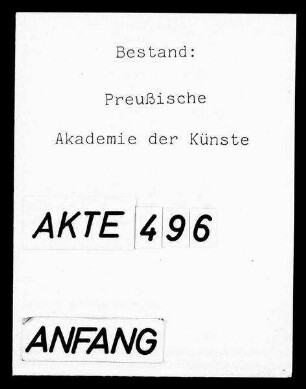 Bestand:
Preußische
Akademie der Künste
AKTE 496
ANFANG